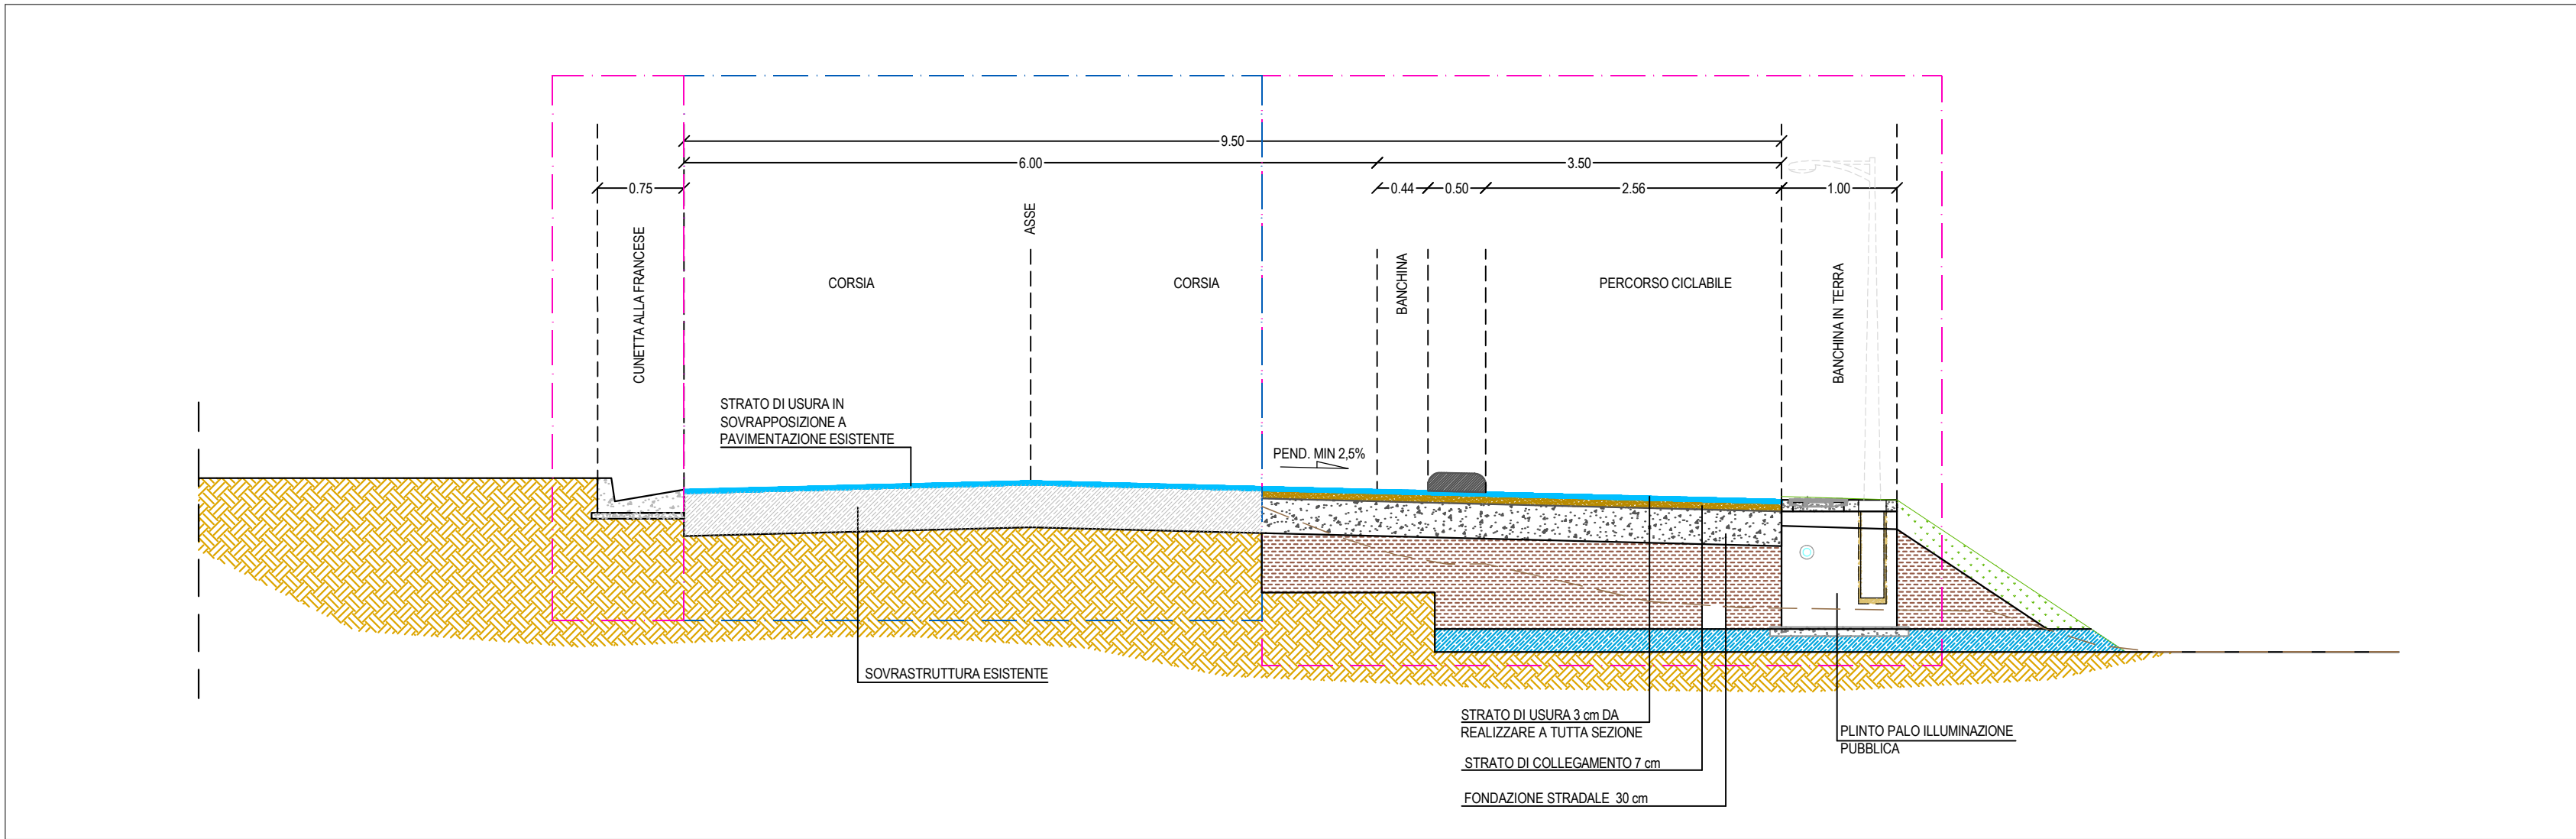 9.50
6.00
3.50
0.75
0.44
0.50
2.56
1.00
CUNETTA ALLA FRANCESE
ASSE
CORSIA
CORSIA
BANCHINA
PERCORSO CICLABILE
BANCHINA IN TERRA
STRATO DI USURA IN
SOVRAPPOSIZIONE A
PAVIMENTAZIONE ESISTENTE
PEND. MIN 2,5%
SOVRASTRUTTURA ESISTENTE
STRATO DI USURA 3 cm DA
REALIZZARE A TUTTA SEZIONE
STRATO DI COLLEGAMENTO 7 cm
FONDAZIONE STRADALE 30 cm
PLINTO PALO ILLUMINAZIONE
PUBBLICA